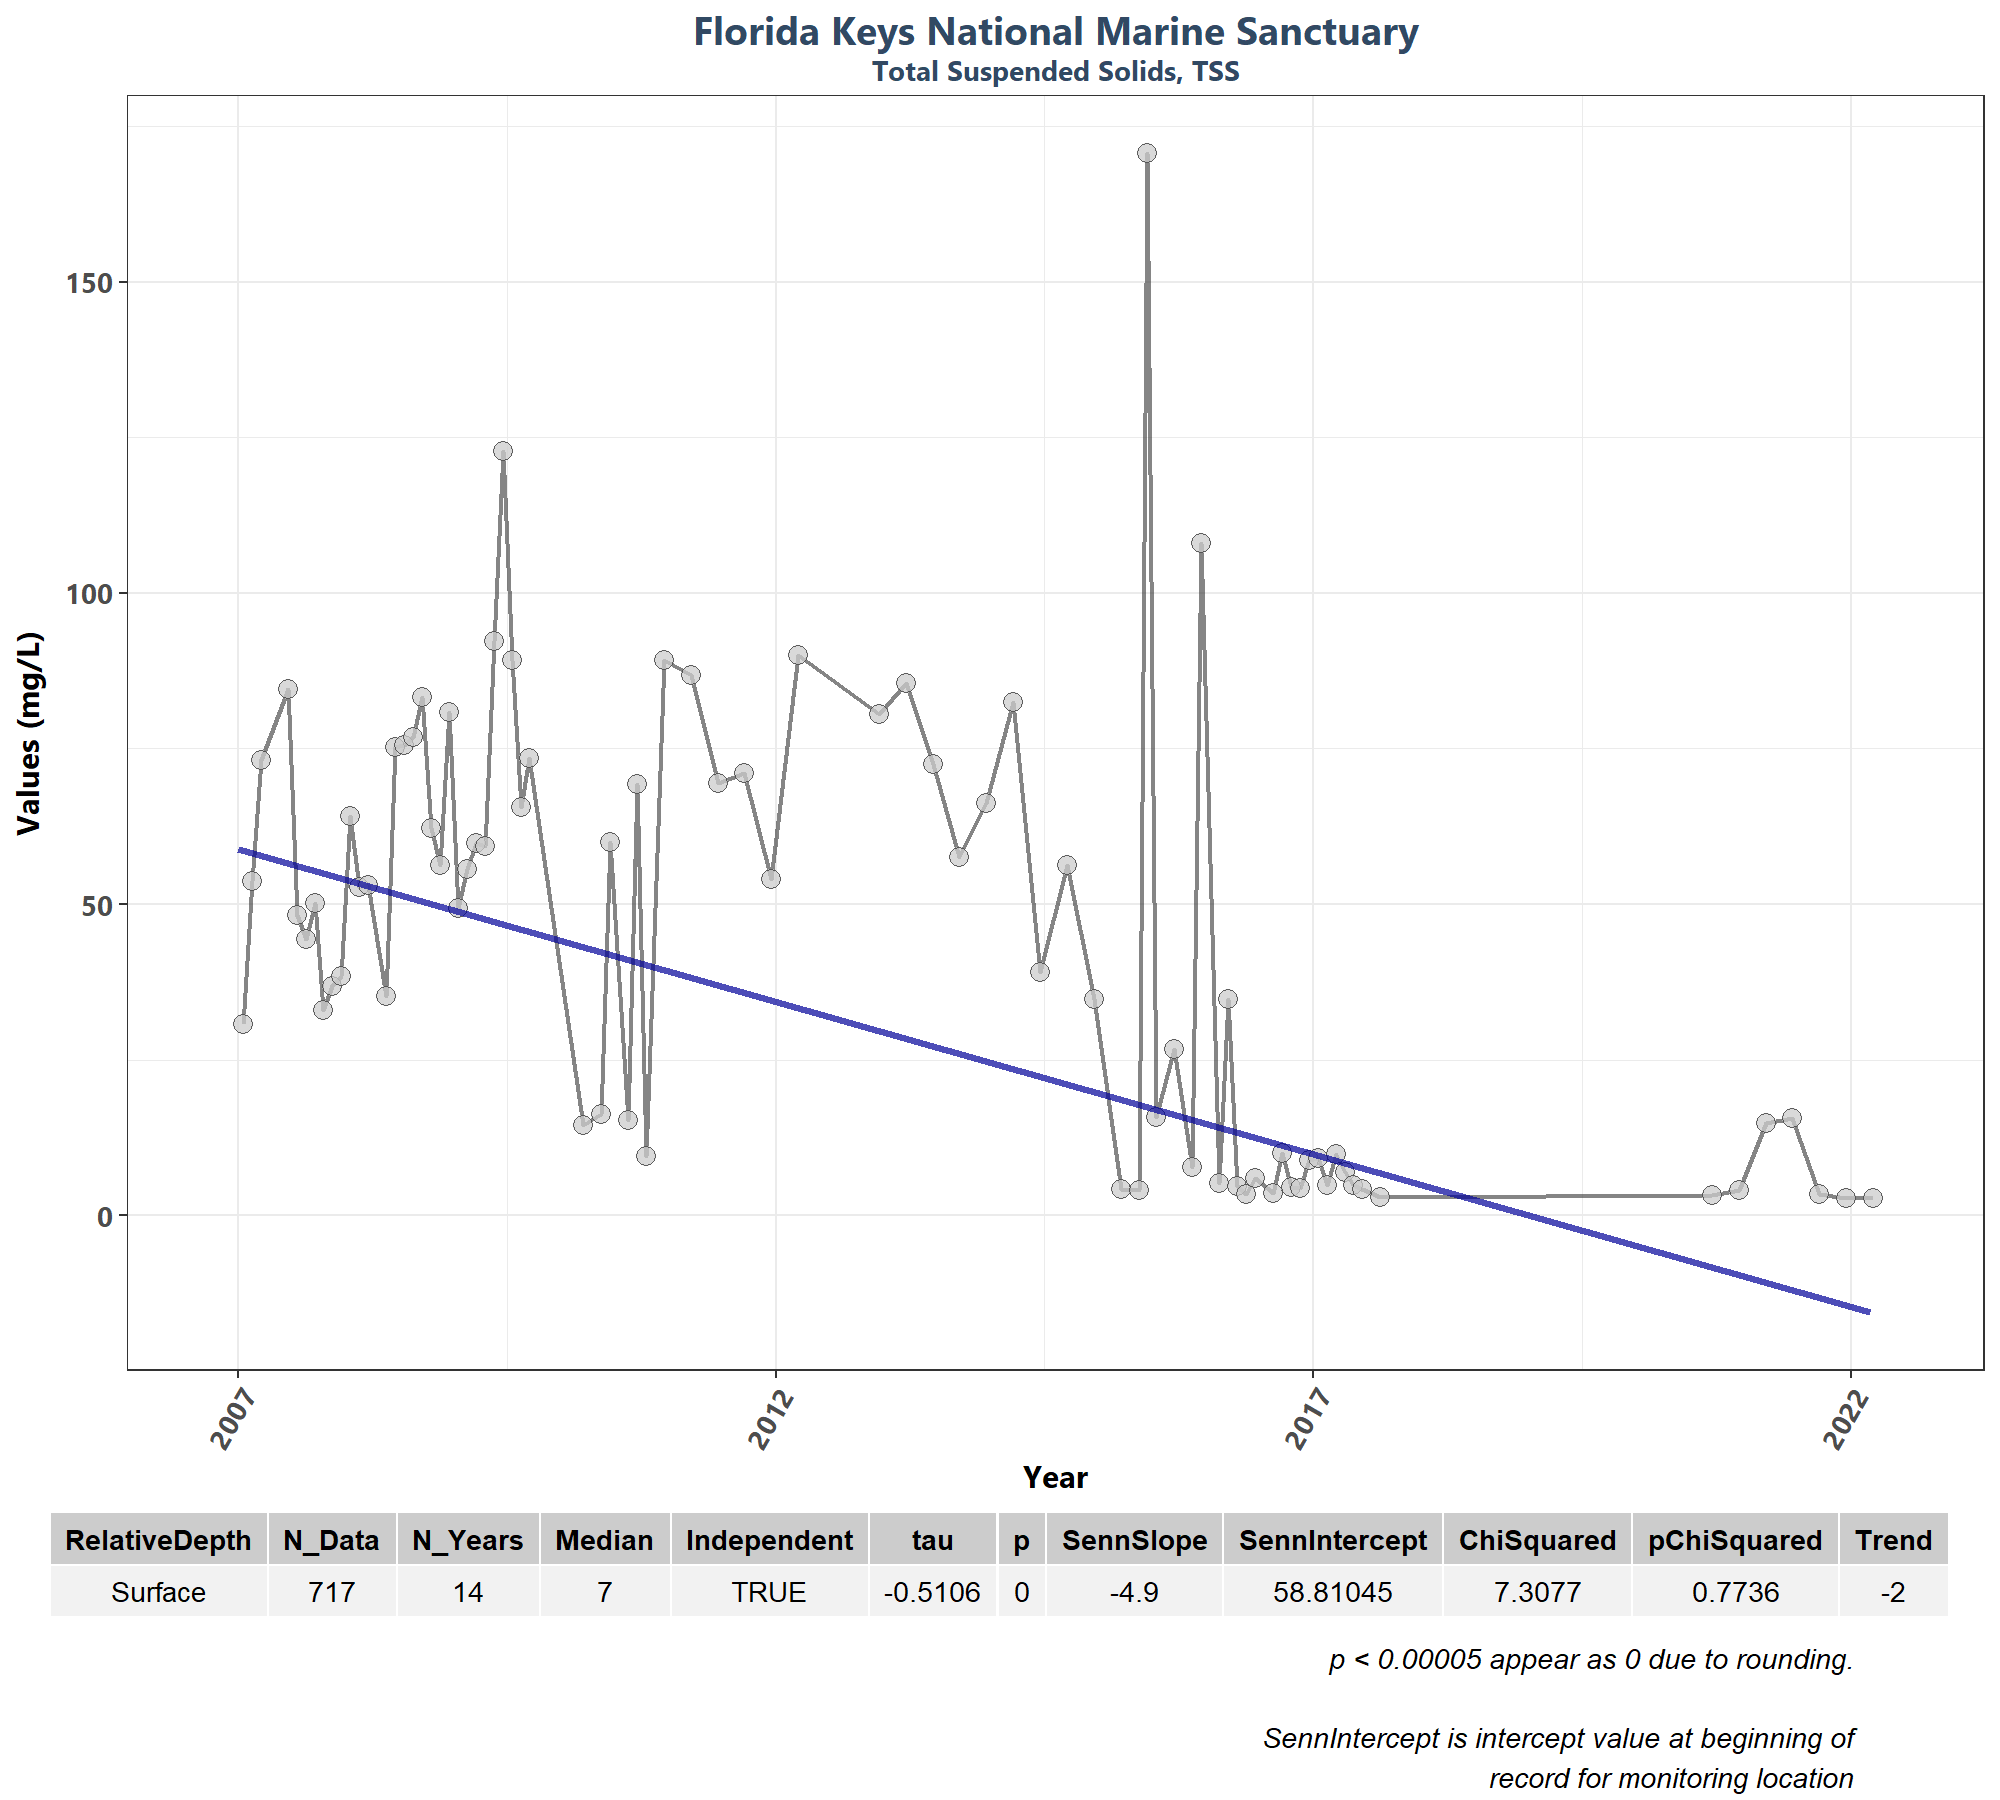 Florida Keys National Marine Sanctuary
Total Suspended Solids, TSS
Values (mg/L)
150
100
50
0
2007
2012
2017
2022
Year
RelativeDepth N_Data N_Years Median Independent tau p SennSlope SennIntercept ChiSquared pChiSquared Trend
Surface 717 14 7 TRUE -0.5106 0 -4.9 58.81045 7.3077 0.7736 -2
p < 0.00005 appear as 0 due to rounding.
SennIntercept is intercept value at beginning of
record for monitoring location